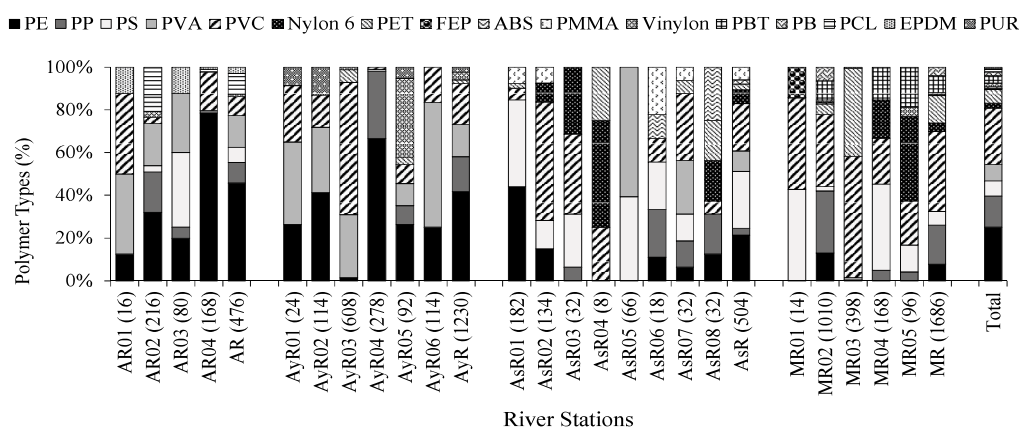 PE PP PS PVA PVC Nylon 6 PET FEP ABS PMMA Vinylon PBT PB PCL EPDM PUR
Polymer Types (%)
100%
80%
60%
40%
20%
0%
AR01 (16)
AR02 (216)
AR03 (80)
AR04 (168)
AR (476)
AyR01 (24)
AyR02 (114)
AyR03 (608)
AyR04 (278)
AyR05 (92)
AyR06 (114)
AyR (1230)
AsR01 (182)
AsR02 (134)
AsR03 (32)
AsR04 (8)
AsR05 (66)
AsR06 (18)
AsR07 (32)
AsR08 (32)
AsR (504)
MR01 (14)
MR02 (1010)
MR03 (398)
MR04 (168)
MR05 (96)
MR (1686)
Total
River Stations